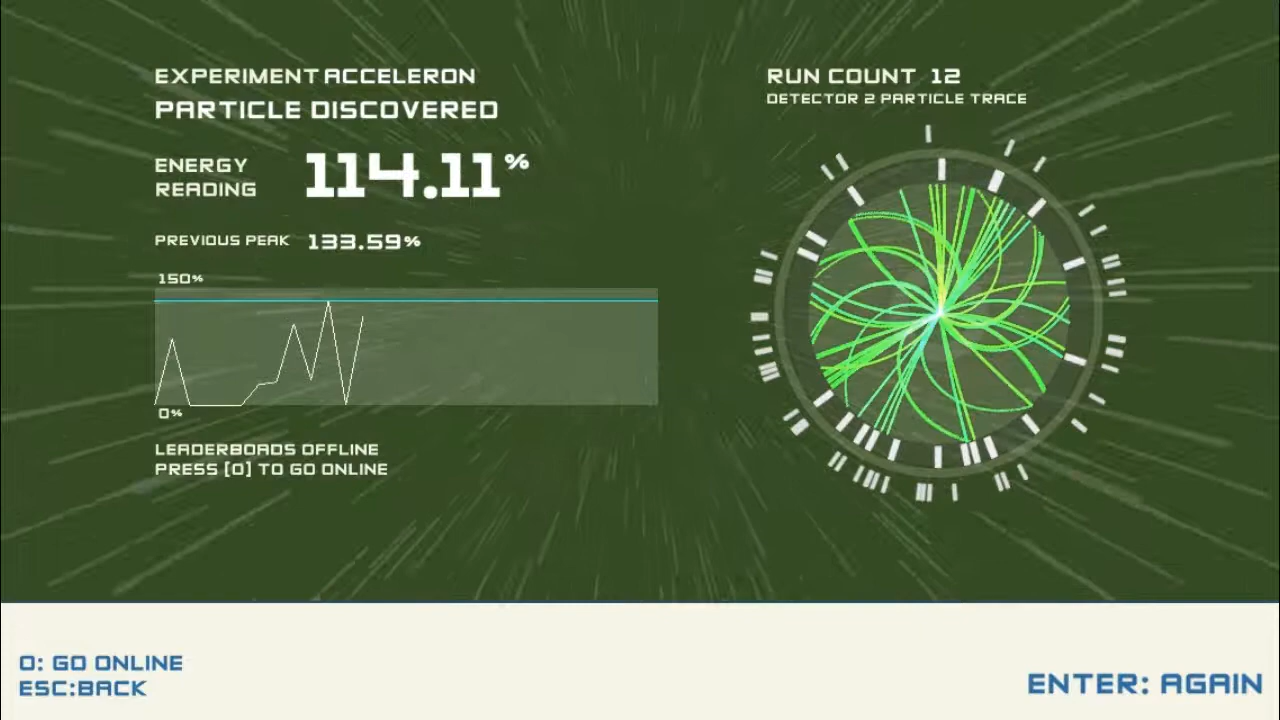 EXPERIMENT ACCELERON
PARTICLE DISCOVERED
ENERGY READING 114.11%
PREVIOUS PEAK 133.59%
150%
0%
LEADERBOADS OFFLINE
PRESS [O] TO GO ONLINE
RUN COUNT 12
DETECTOR 2 PARTICLE TRACE
O: GO ONLINE
ESC:BACK
ENTER: AGAIN